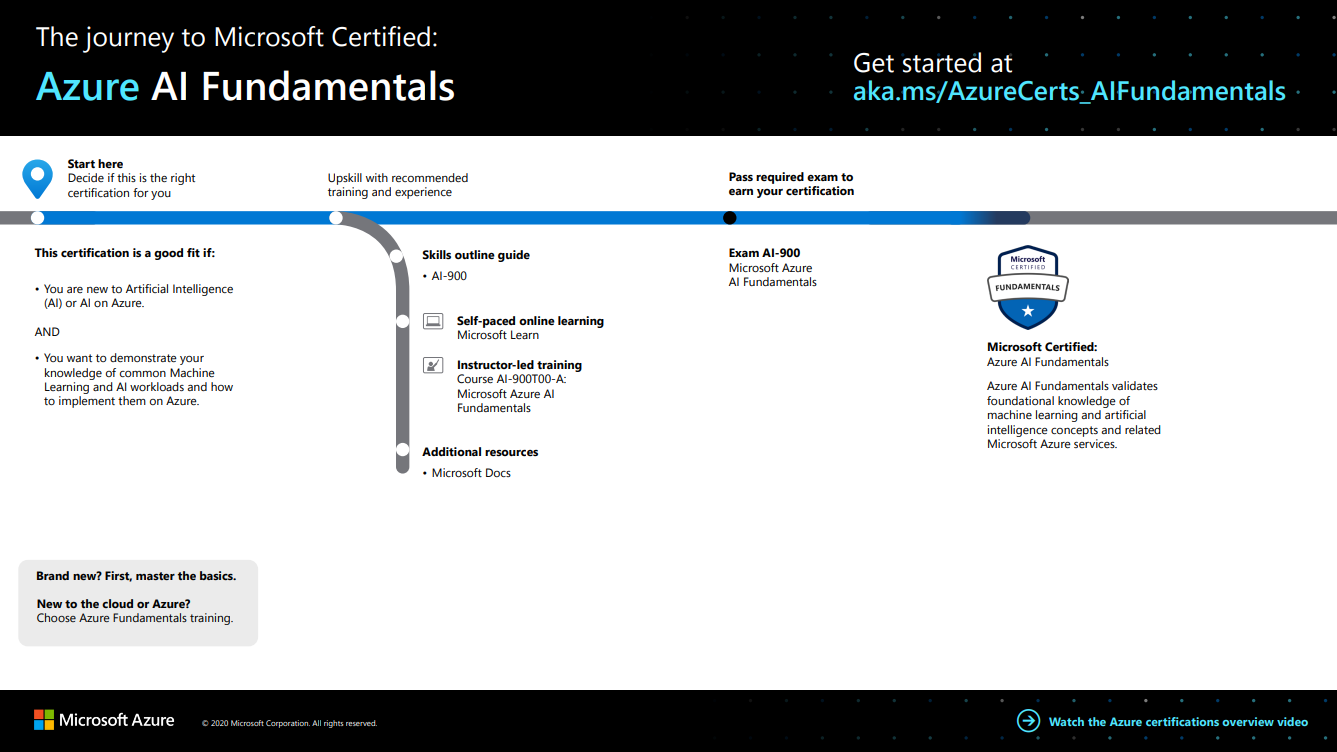 The journey to Microsoft Certified:
Azure AI Fundamentals
Get started at
aka.ms/AzureCerts_AIFundamentals
Start here
Decide if this is the right
certification for you
Upskill with recommended
training and experience
Pass required exam to
earn your certification
This certification is a good fit if:
• You are new to Artificial Intelligence
(AI) or AI on Azure.
AND
• You want to demonstrate your
knowledge of common Machine
Learning and AI workloads and how
to implement them on Azure.
Skills outline guide
• AI-900
Self-paced online learning
Microsoft Learn
Instructor-led training
Course AI-900T00-A:
Microsoft Azure AI
Fundamentals
Additional resources
• Microsoft Docs
Exam AI-900
Microsoft Azure
AI Fundamentals
Microsoft
CERTIFIED
FUNDAMENTALS
Microsoft Certified:
Azure AI Fundamentals
Azure AI Fundamentals validates
foundational knowledge of
machine learning and artificial
intelligence concepts and related
Microsoft Azure services.
Brand new? First, master the basics.
New to the cloud or Azure?
Choose Azure Fundamentals training.
Microsoft Azure
© 2020 Microsoft Corporation. All rights reserved.
Watch the Azure certifications overview video